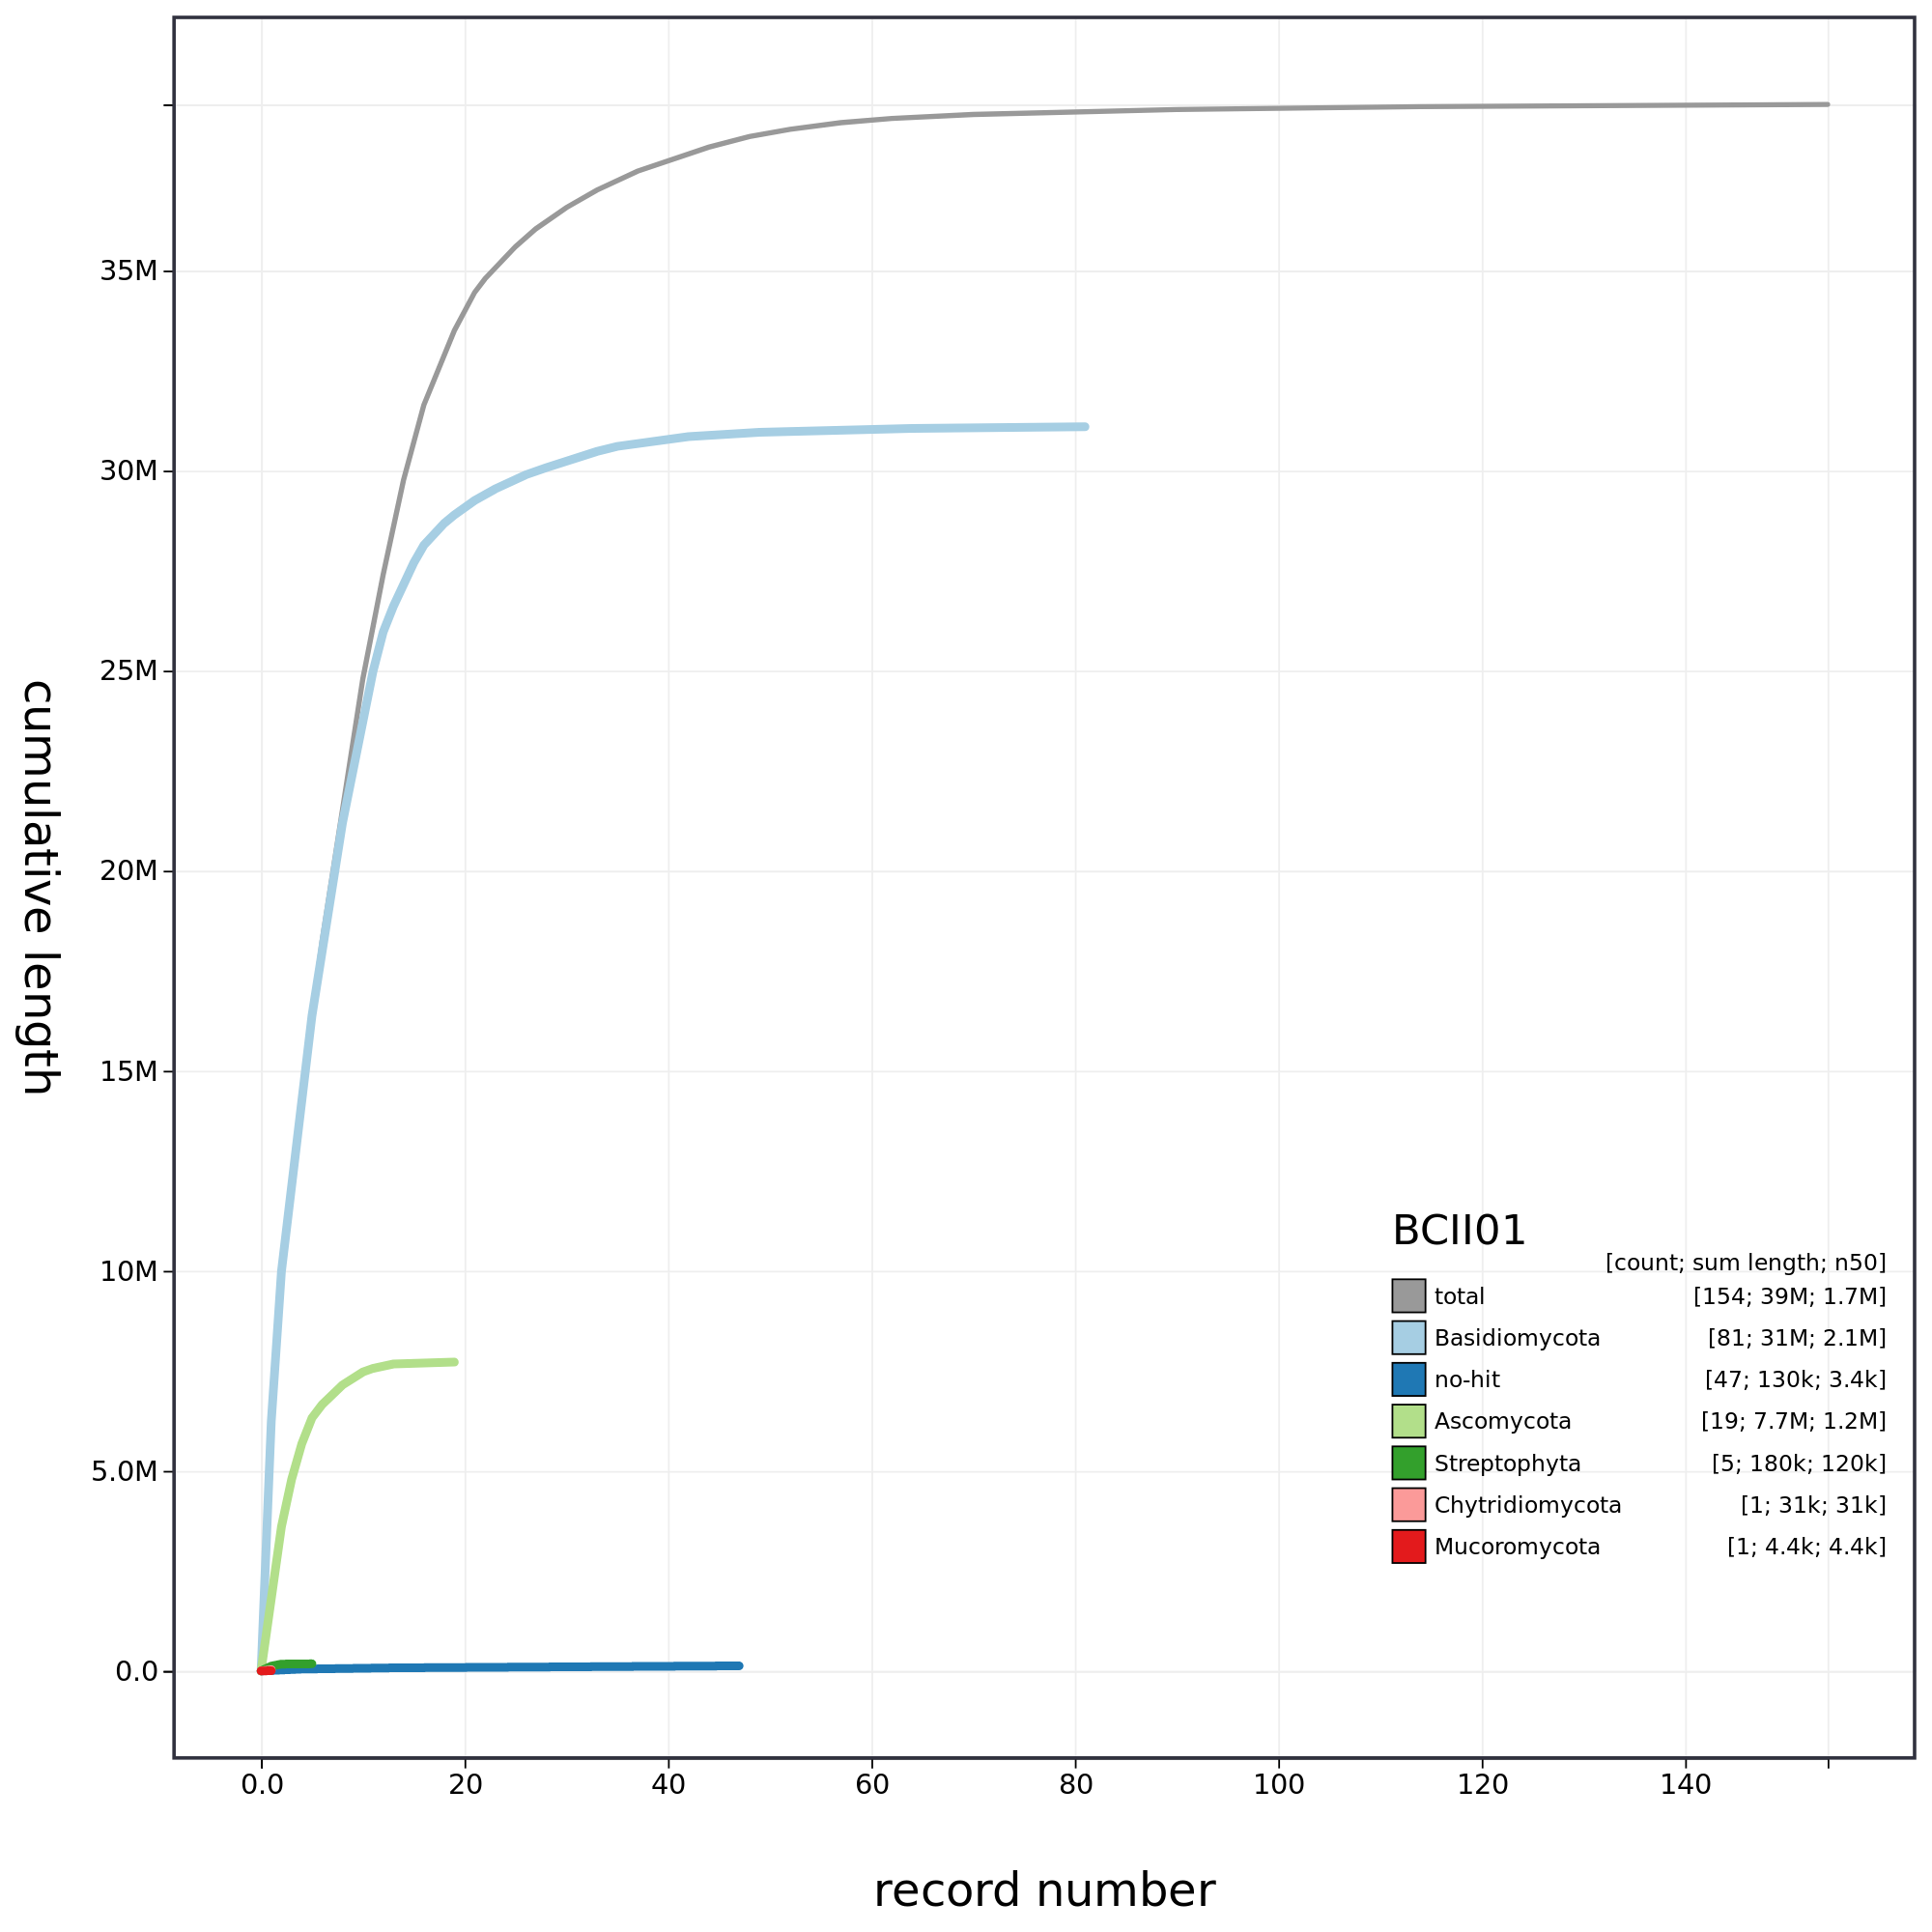 cumulative length
35M
30M
25M
20M
15M
10M
5.0M
0.0
BCII01
[count; sum length; n50]
total [154; 39M; 1.7M]
Basidiomycota [81; 31M; 2.1M]
no-hit [47; 130k; 3.4k]
Ascomycota [19; 7.7M; 1.2M]
Streptophyta [5; 180k; 120k]
Chytridiomycota [1; 31k; 31k]
Mucoromycota [1; 4.4k; 4.4k]
0.0 20 40 60 80 100 120 140
record number